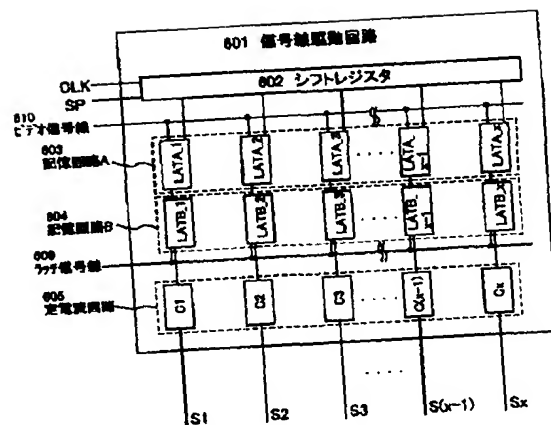 601 信号線駆動回路
CLK
602 シフトレジスタ
SP
610
ビデオ信号線
603
記憶回路A
LATA_1
LATA_2
LATA_3
LATA_x-1
LATA_x
604
記憶回路B
LATB_1
LATB_2
LATB_3
LATB_x-1
LATB_x
609
ラッチ信号線
605
定電流回路
C1
C2
C3
C(x-1)
Cx
S1
S2
S3
S(x-1)
Sx